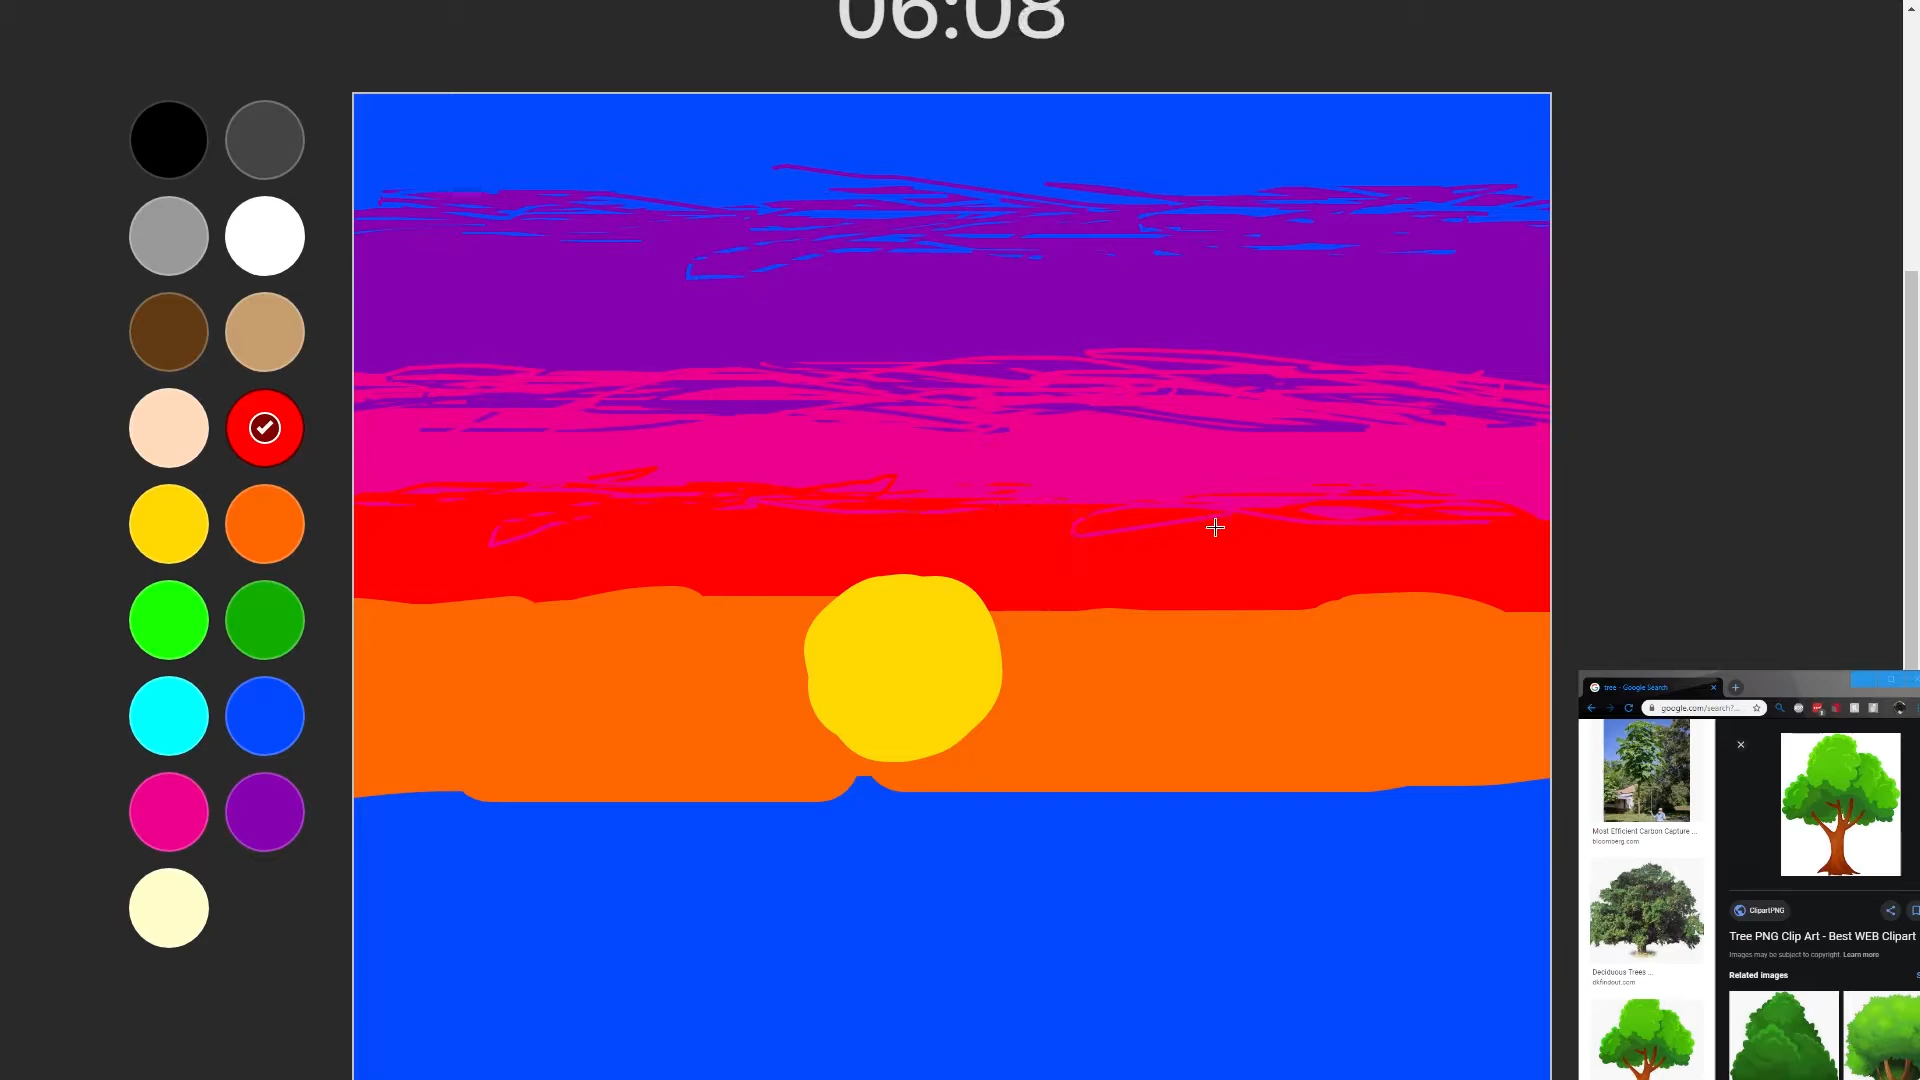 06:08
tree - Google Search
google.com/search?...
Most Efficient Carbon Capture ...
bloomberg.com
ClipartPNG
Tree PNG Clip Art - Best WEB Clipart
Images may be subject to copyright. Learn more
Deciduous Trees ...
dkfindout.com
Related images